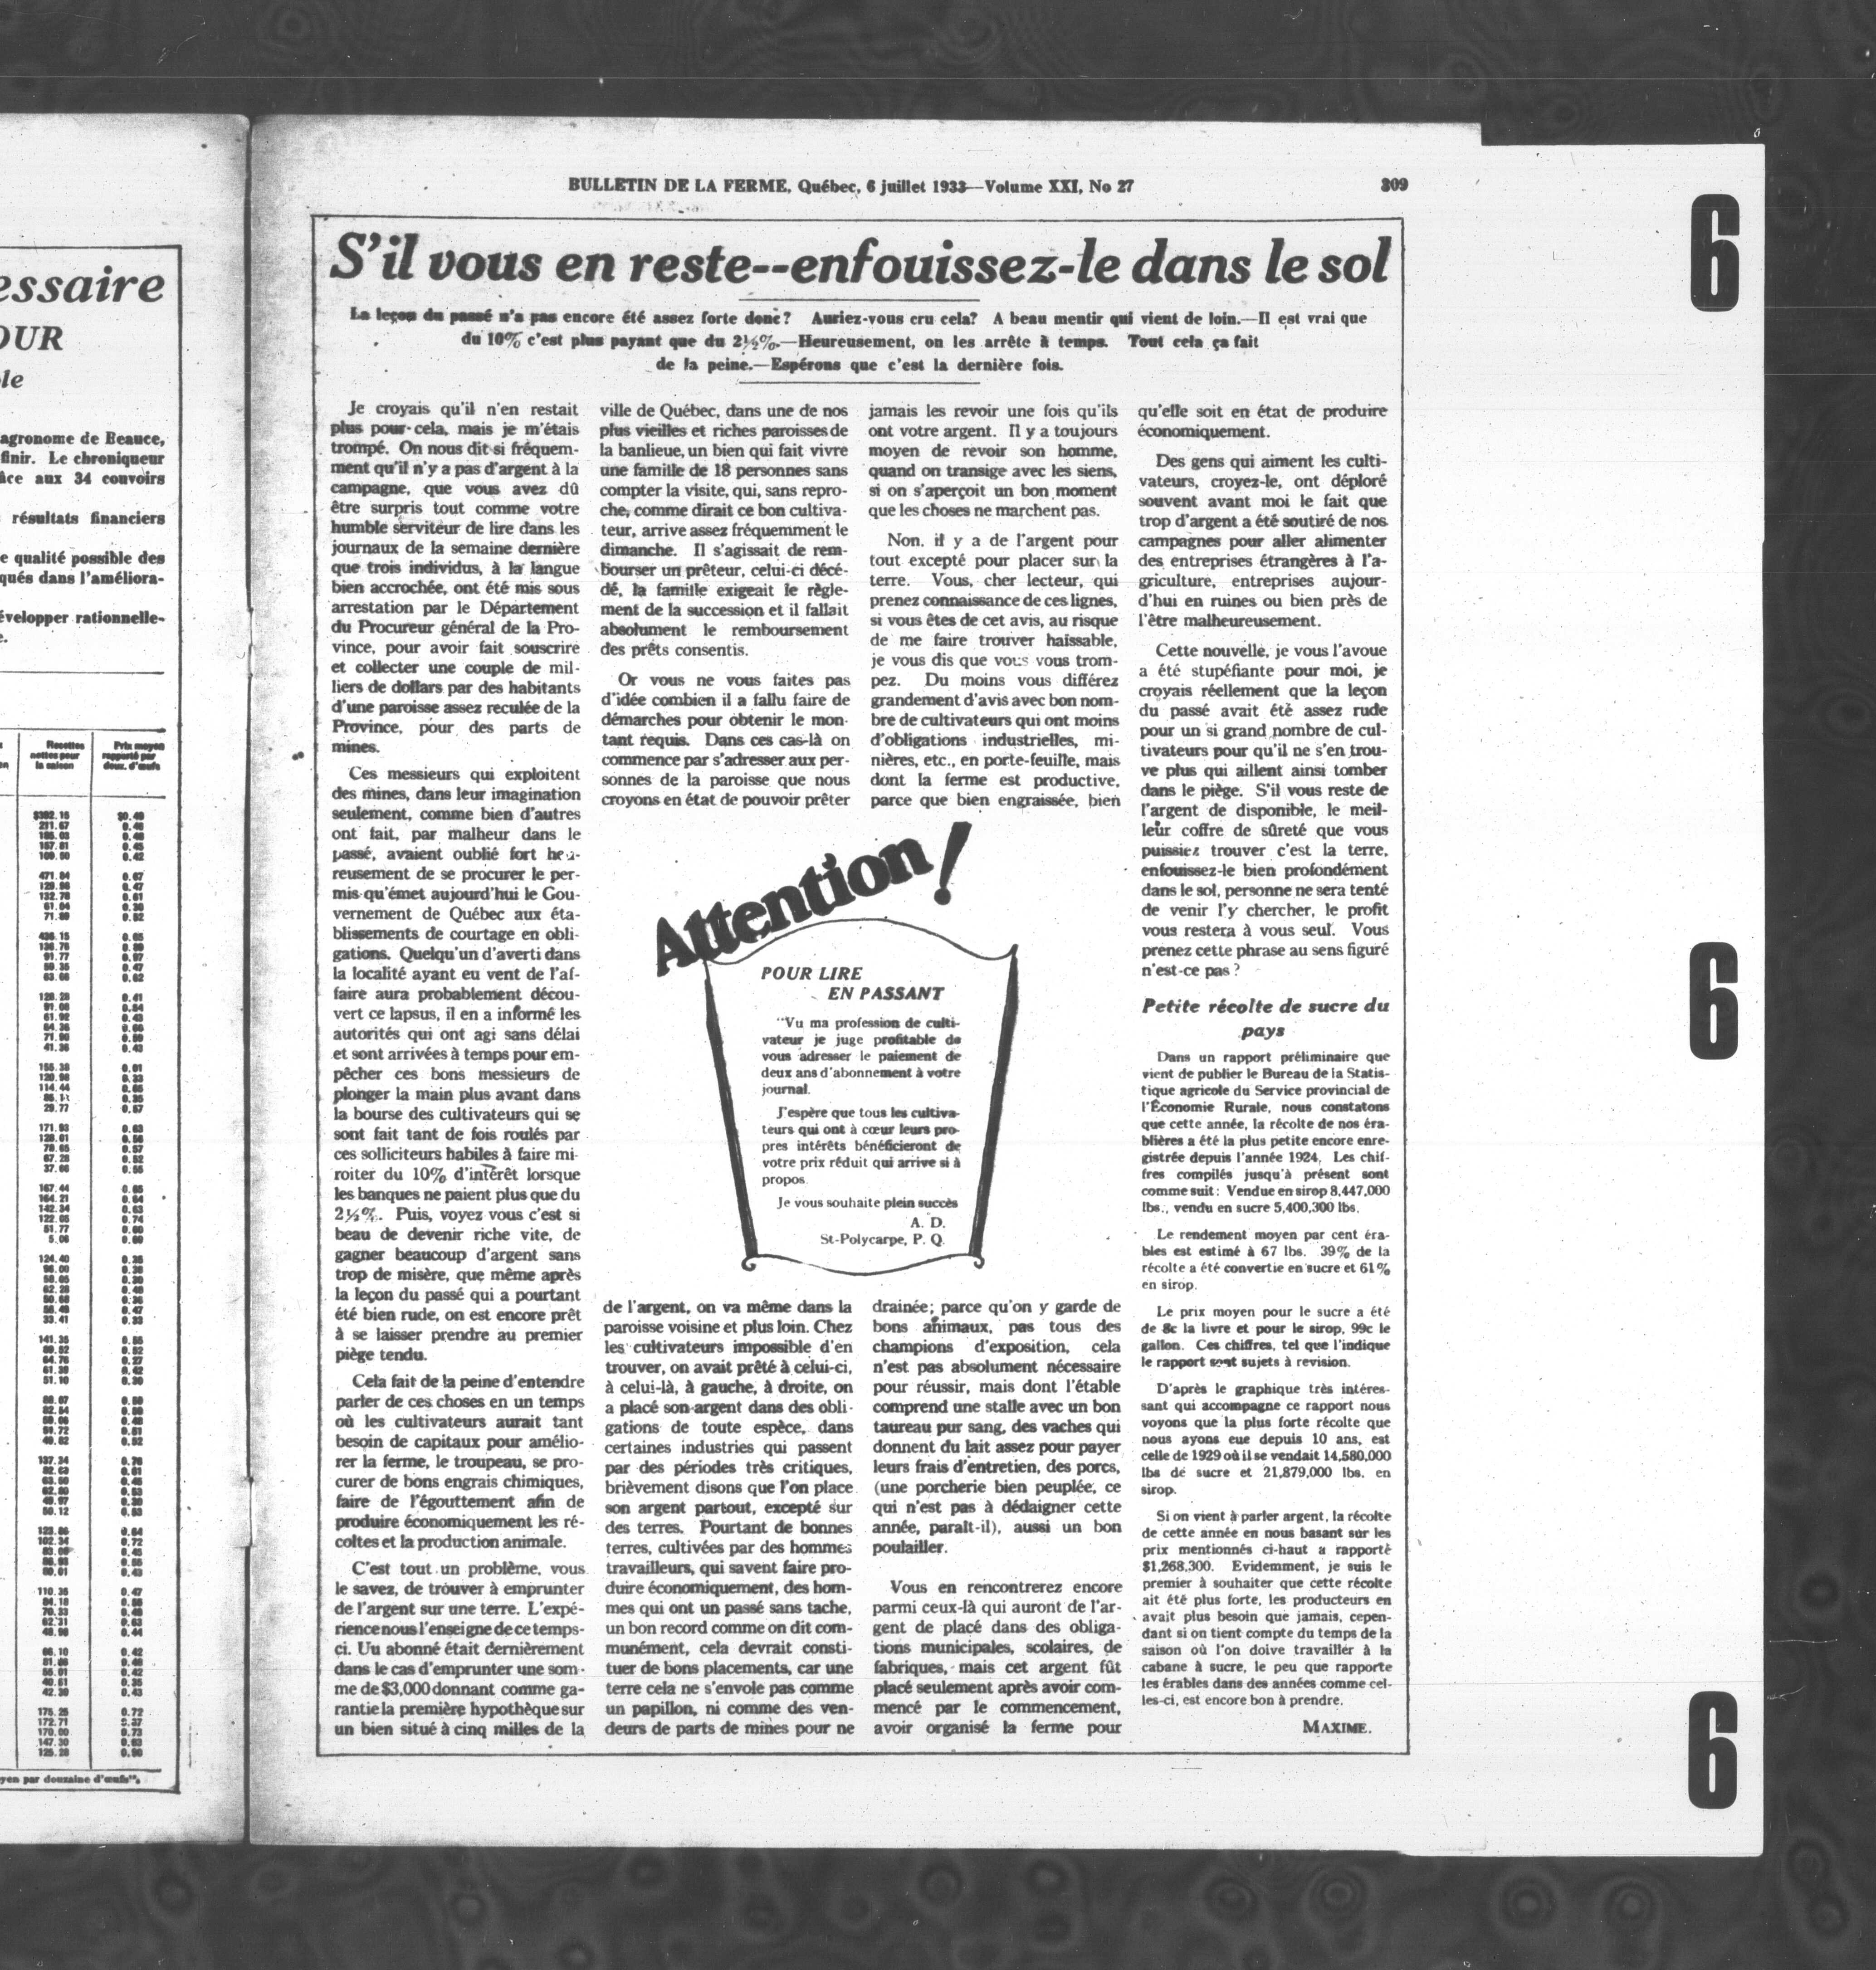 essaire
OUR
le
agronome de Beauce,
finir. Le chroniqueur
âce aux 34 couvoirs
résultats financiers
e qualité possible des
qués dans l'améliora-
évelopper rationnelle-
e.
Recettes
nettes pour
la saison
Prix moyen
rapporté par
douz. d'œufs
yen par douzaine d'œufs".
BULLETIN DE LA FERME, Québec, 6 juillet 1933—Volume XXI, No 27
309
S'il vous en reste--enfouissez-le dans le sol
La leçon du passé n'a pas encore été assez forte donc? Auriez-vous cru cela? A beau mentir qui vient de loin.—Il est vrai que
du 10% c'est plus payant que du 2½%.—Heureusement, on les arrête à temps. Tout cela ça fait
de la peine.—Espérons que c'est la dernière fois.
Je croyais qu'il n'en restait
plus pour cela, mais je m'étais
trompé. On nous dit si fréquem-
ment qu'il n'y a pas d'argent à la
campagne, que vous avez dû
être surpris tout comme votre
humble serviteur de lire dans les
journaux de la semaine dernière
que trois individus, à la langue
bien accrochée, ont été mis sous
arrestation par le Département
du Procureur général de la Pro-
vince, pour avoir fait souscrire
et collecter une couple de mil-
liers de dollars par des habitants
d'une paroisse assez reculée de la
Province, pour des parts de
mines.
Ces messieurs qui exploitent
des mines, dans leur imagination
seulement, comme bien d'autres
ont fait, par malheur dans le
passé, avaient oublié fort heu-
reusement de se procurer le per-
mis qu'émet aujourd'hui le Gou-
vernement de Québec aux éta-
blissements de courtage en obli-
gations. Quelqu'un d'averti dans
la localité ayant eu vent de l'af-
faire aura probablement décou-
vert ce lapsus, il en a informé les
autorités qui ont agi sans délai
et sont arrivées à temps pour em-
pêcher ces bons messieurs de
plonger la main plus avant dans
la bourse des cultivateurs qui se
sont fait tant de fois roulés par
ces solliciteurs habiles à faire mi-
roiter du 10% d'intérêt lorsque
les banques ne paient plus que du
2½%. Puis, voyez vous c'est si
beau de devenir riche vite, de
gagner beaucoup d'argent sans
trop de misère, que même après
la leçon du passé qui a pourtant
été bien rude, on est encore prêt
à se laisser prendre au premier
piège tendu.
Cela fait de la peine d'entendre
parler de ces choses en un temps
où les cultivateurs aurait tant
besoin de capitaux pour amélio-
rer la ferme, le troupeau, se pro-
curer de bons engrais chimiques,
faire de l'égouttement afin de
produire économiquement les ré-
coltes et la production animale.
C'est tout un problème, vous
le savez, de trouver à emprunter
de l'argent sur une terre. L'expé-
rience nous l'enseigne de ce temps-
ci. Uu abonné était dernièrement
dans le cas d'emprunter une som-
me de $3,000 donnant comme ga-
rantie la première hypothèque sur
un bien situé à cinq milles de la
ville de Québec, dans une de nos
plus vieilles et riches paroisses de
la banlieue, un bien qui fait vivre
une famille de 18 personnes sans
compter la visite, qui, sans repro-
che, comme dirait ce bon cultiva-
teur, arrive assez fréquemment le
dimanche. Il s'agissait de rem-
bourser un prêteur, celui-ci décé-
dé, la famille exigeait le règle-
ment de la succession et il fallait
absolument le remboursement
des prêts consentis.
Or vous ne vous faites pas
d'idée combien il a fallu faire de
démarches pour obtenir le mon-
tant requis. Dans ces cas-là on
commence par s'adresser aux per-
sonnes de la paroisse que nous
croyons en état de pouvoir prêter
de l'argent, on va même dans la
paroisse voisine et plus loin. Chez
les cultivateurs impossible d'en
trouver, on avait prêté à celui-ci,
à celui-là, à gauche, à droite, on
a placé son argent dans des obli-
gations de toute espèce, dans
certaines industries qui passent
par des périodes très critiques,
brièvement disons que l'on place
son argent partout, excepté sur
des terres. Pourtant de bonnes
terres, cultivées par des hommes
travailleurs, qui savent faire pro-
duire économiquement, des hom-
mes qui ont un passé sans tache,
un bon record comme on dit com-
munément, cela devrait consti-
tuer de bons placements, car une
terre cela ne s'envole pas comme
un papillon, ni comme des ven-
deurs de parts de mines pour ne
jamais les revoir une fois qu'ils
ont votre argent. Il y a toujours
moyen de revoir son homme,
quand on transige avec les siens,
si on s'aperçoit un bon moment
que les choses ne marchent pas.
Non, il y a de l'argent pour
tout excepté pour placer sur la
terre. Vous, cher lecteur, qui
prenez connaissance de ces lignes,
si vous êtes de cet avis, au risque
de me faire trouver haissable,
je vous dis que vous vous trom-
pez. Du moins vous différez
grandement d'avis avec bon nom-
bre de cultivateurs qui ont moins
d'obligations industrielles, mi-
nières, etc., en porte-feuille, mais
dont la ferme est productive,
parce que bien engraissée, bien
drainée; parce qu'on y garde de
bons animaux, pas tous des
champions d'exposition, cela
n'est pas absolument nécessaire
pour réussir, mais dont l'étable
comprend une stalle avec un bon
taureau pur sang, des vaches qui
donnent du lait assez pour payer
leurs frais d'entretien, des porcs,
(une porcherie bien peuplée, ce
qui n'est pas à dédaigner cette
année, paraît-il), aussi un bon
poulailler.
Vous en rencontrerez encore
parmi ceux-là qui auront de l'ar-
gent de placé dans des obliga-
tions municipales, scolaires, de
fabriques, mais cet argent fût
placé seulement après avoir com-
mencé par le commencement,
avoir organisé la ferme pour
qu'elle soit en état de produire
économiquement.
Des gens qui aiment les culti-
vateurs, croyez-le, ont déploré
souvent avant moi le fait que
trop d'argent a été soutiré de nos
campagnes pour aller alimenter
des entreprises étrangères à l'a-
griculture, entreprises aujour-
d'hui en ruines ou bien près de
l'être malheureusement.
Cette nouvelle, je vous l'avoue
a été stupéfiante pour moi, je
croyais réellement que la leçon
du passé avait été assez rude
pour un si grand nombre de cul-
tivateurs pour qu'il ne s'en trou-
ve plus qui aillent ainsi tomber
dans le piège. S'il vous reste de
l'argent de disponible, le meil-
leur coffre de sûreté que vous
puissiez trouver c'est la terre,
enfouissez-le bien profondément
dans le sol, personne ne sera tenté
de venir l'y chercher, le profit
vous restera à vous seul. Vous
prenez cette phrase au sens figuré
n'est-ce pas?
Attention!
POUR LIRE
EN PASSANT
"Vu ma profession de culti-
vateur je juge profitable de
vous adresser le paiement de
deux ans d'abonnement à votre
journal.
J'espère que tous les cultiva-
teurs qui ont à cœur leurs pro-
pres intérêts bénéficieront de
votre prix réduit qui arrive si à
propos.
Je vous souhaite plein succès
A. D.
St-Polycarpe, P. Q.
Petite récolte de sucre du
pays
Dans un rapport préliminaire que
vient de publier le Bureau de la Statis-
tique agricole du Service provincial de
l'Économie Rurale, nous constatons
que cette année, la récolte de nos éra-
blières a été la plus petite encore enre-
gistrée depuis l'année 1924. Les chif-
fres compilés jusqu'à présent sont
comme suit: Vendue en sirop 8,447,000
lbs., vendu en sucre 5,400,300 lbs.
Le rendement moyen par cent éra-
bles est estimé à 67 lbs. 39% de la
récolte a été convertie en sucre et 61%
en sirop.
Le prix moyen pour le sucre a été
de 8c la livre et pour le sirop, 99c le
gallon. Ces chiffres, tel que l'indique
le rapport sont sujets à revision.
D'après le graphique très intéres-
sant qui accompagne ce rapport nous
voyons que la plus forte récolte que
nous ayons eue depuis 10 ans, est
celle de 1929 où il se vendait 14,580,000
lbs de sucre et 21,879,000 lbs. en
sirop.
Si on vient à parler argent, la récolte
de cette année en nous basant sur les
prix mentionnés ci-haut a rapporté
$1,268,300. Evidemment, je suis le
premier à souhaiter que cette récolte
ait été plus forte, les producteurs en
avait plus besoin que jamais, cepen-
dant si on tient compte du temps de la
saison où l'on doive travailler à la
cabane à sucre, le peu que rapporte
les érables dans des années comme cel-
les-ci, est encore bon à prendre.
MAXIME.
6
6
6